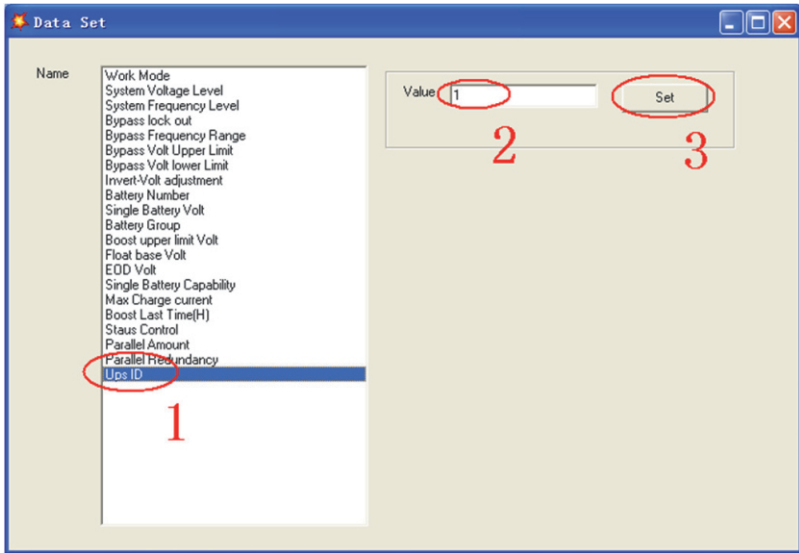 Data Set
Name
Work Mode
System Voltage Level
System Frequency Level
Bypass lock out
Bypass Frequency Range
Bypass Volt Upper Limit
Bypass Volt lower Limit
Invert-Volt adjustment
Battery Number
Single Battery Volt
Battery Group
Boost upper limit Volt
Float base Volt
EOD Volt
Single Battery Capability
Max Charge current
Boost Last Time(H)
Staus Control
Parallel Amount
Parallel Redundancy
Ups ID
1
Value 1 Set
2 3